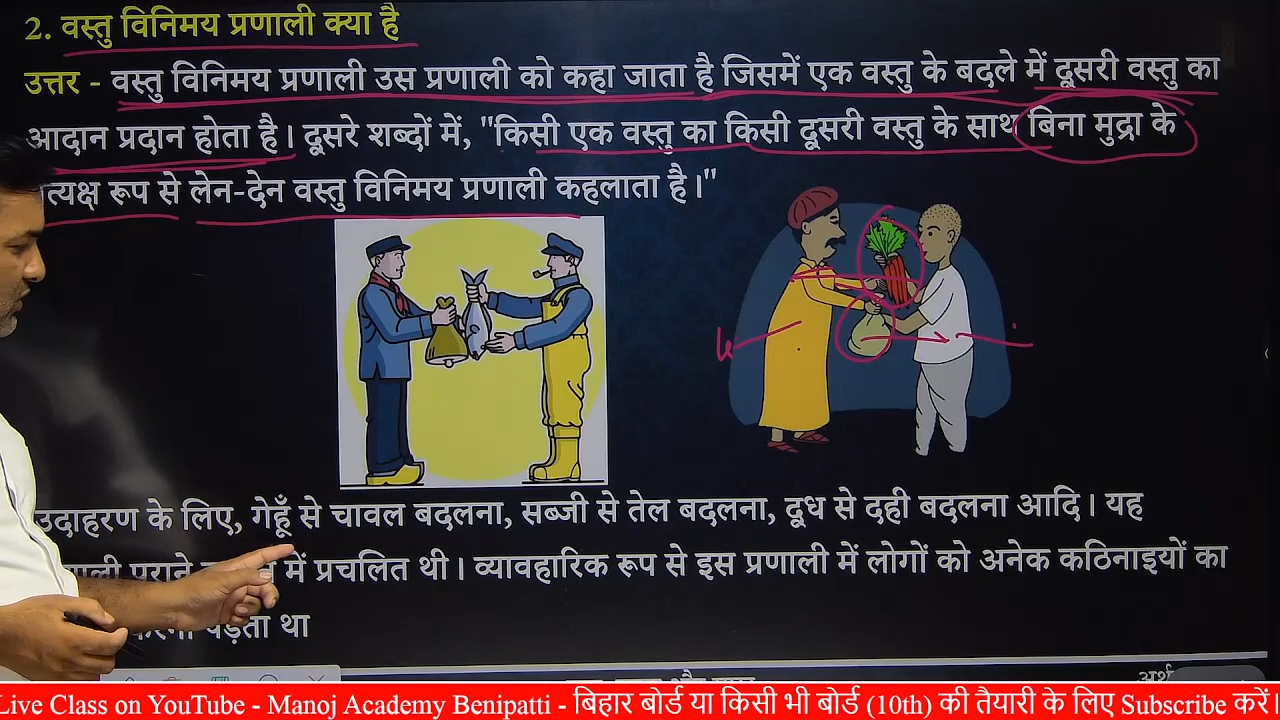 2. वस्तु विनिमय प्रणाली क्या है
उत्तर - वस्तु विनिमय प्रणाली उस प्रणाली को कहा जाता है जिसमें एक वस्तु के बदले में दूसरी वस्तु का
आदान प्रदान होता है। दूसरे शब्दों में, "किसी एक वस्तु का किसी दूसरी वस्तु के साथ बिना मुद्रा के
रूप से लेन-देन वस्तु विनिमय प्रणाली कहलाता है।"
उदाहरण के लिए, गेहूँ से चावल बदलना, सब्जी से तेल बदलना, दूध से दही बदलना आदि। यह
में प्रचलित थी। व्यावहारिक रूप से इस प्रणाली में लोगों को अनेक कठिनाइयों का
पड़ता था
Live Class on YouTube - Manoj Academy Benipatti - बिहार बोर्ड या किसी भी बोर्ड (10th) की तैयारी के लिए Subscribe करें।